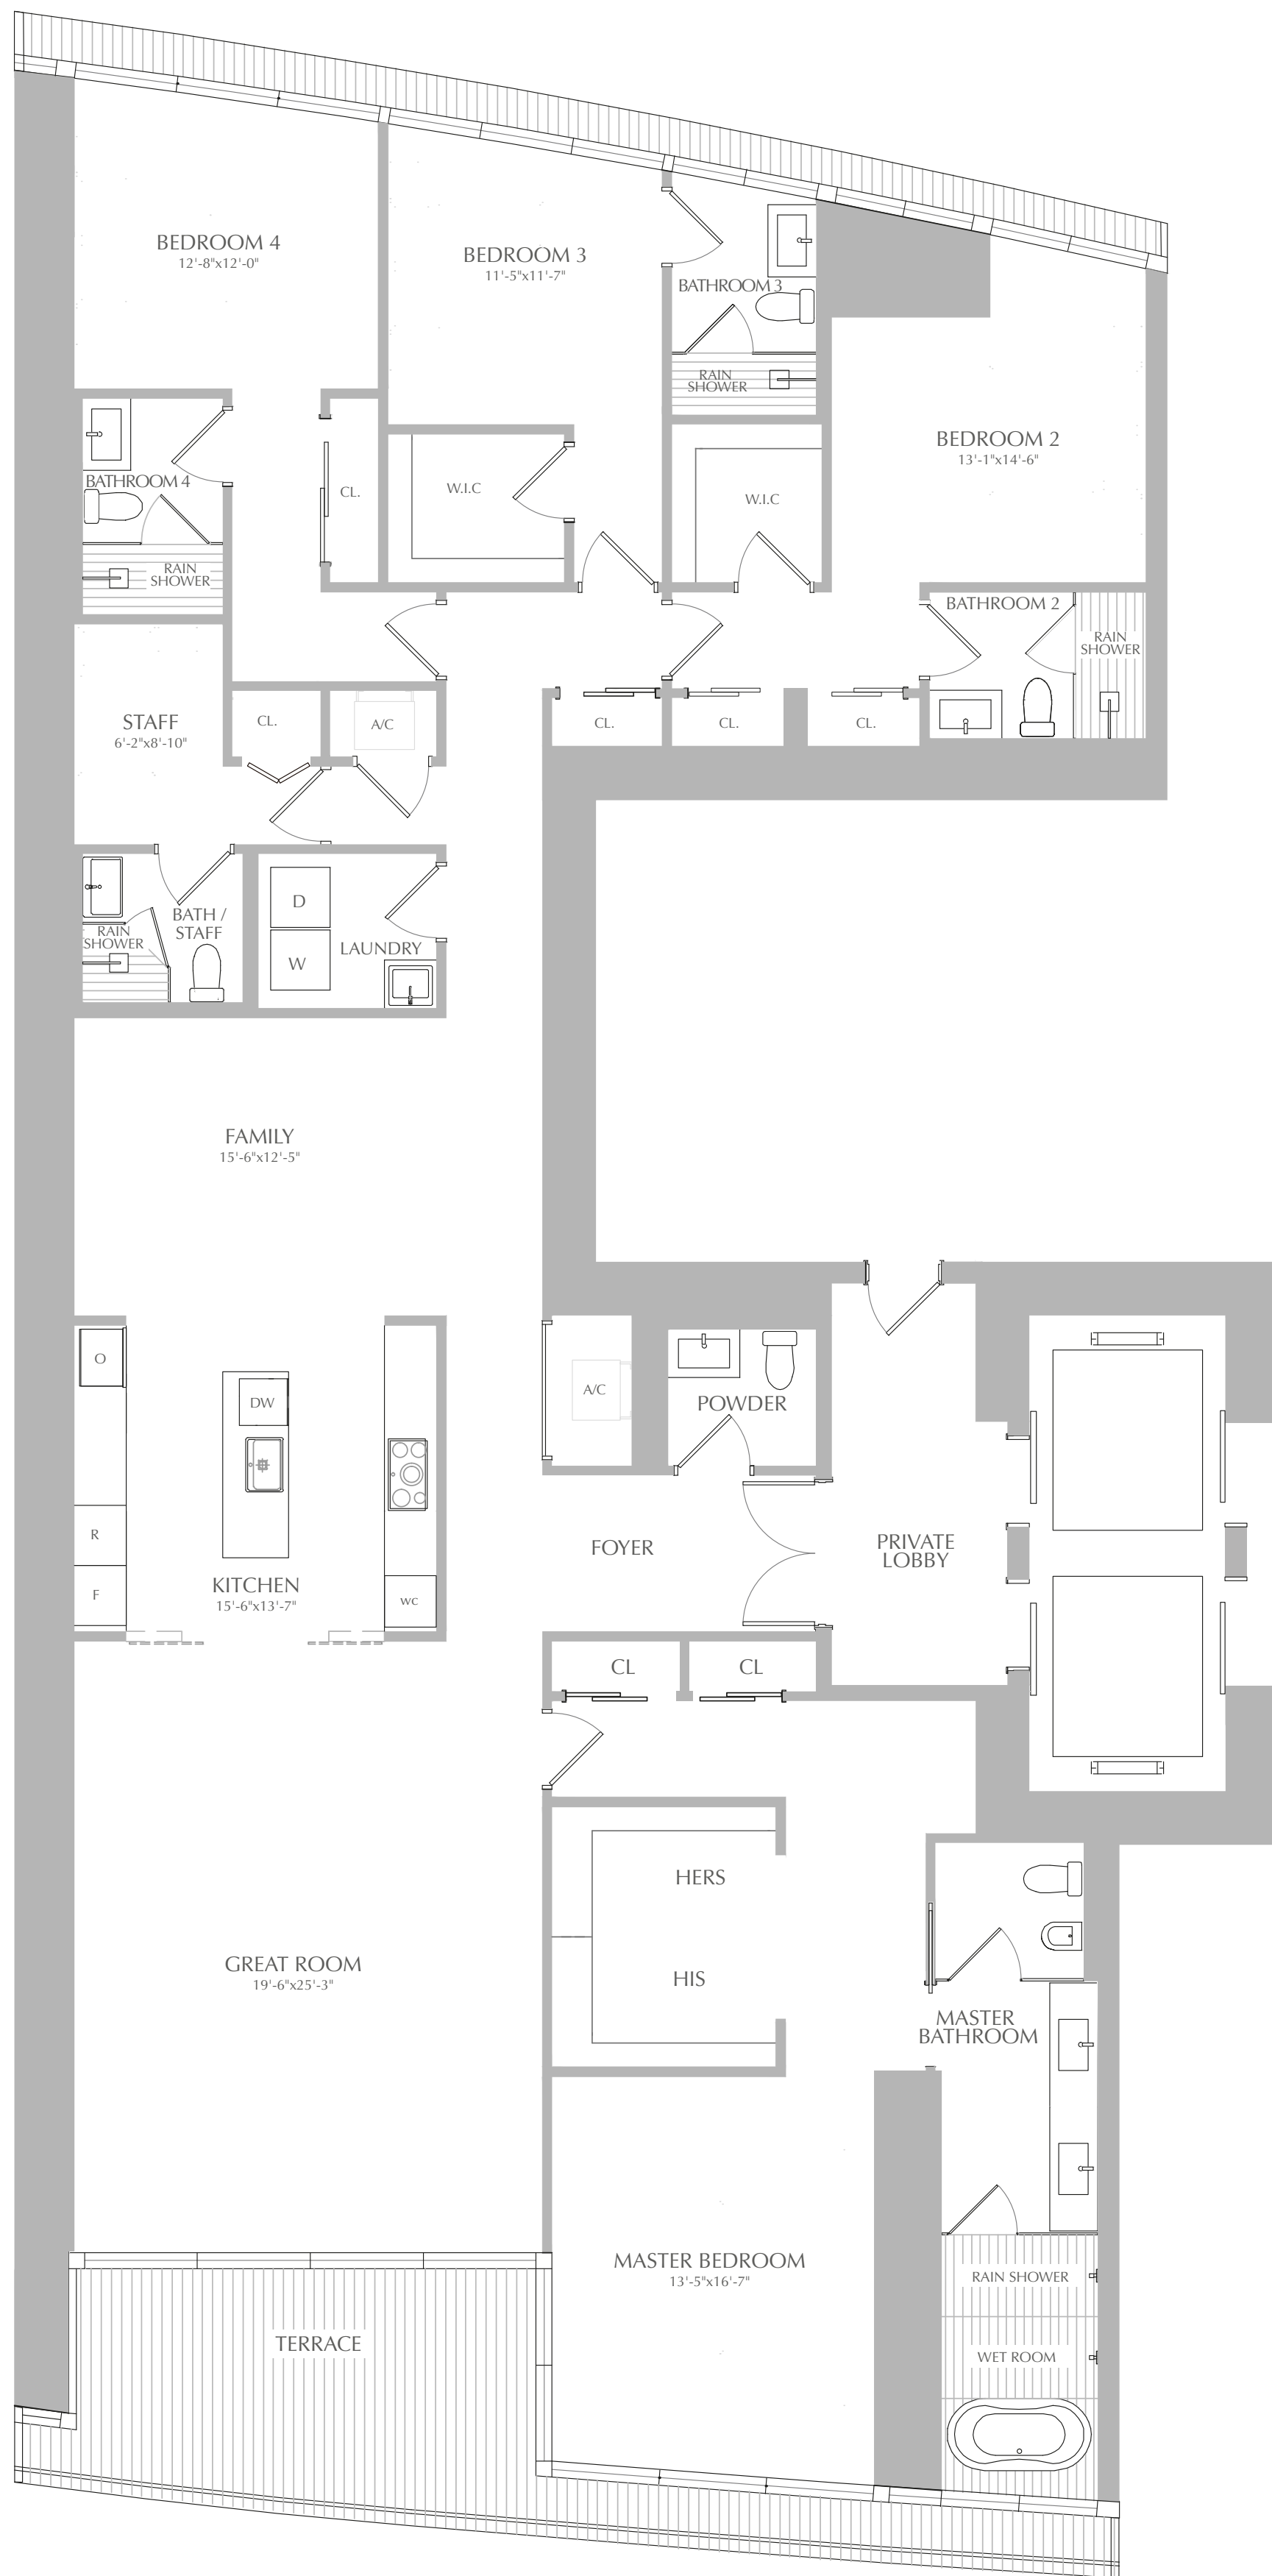 BEDROOM 4
12'-8"x12'-0"
BEDROOM 3
11'-5"x11'-7"
BATHROOM 3
RAIN
SHOWER
BEDROOM 2
13'-1"x14'-6"
BATHROOM 4
RAIN
SHOWER
CL.
W.I.C
W.I.C
BATHROOM 2
RAIN
SHOWER
STAFF
6'-2"x8'-10"
CL.
A/C
CL.
CL.
CL.
BATH /
STAFF
RAIN
SHOWER
D
W
LAUNDRY
FAMILY
15'-6"x12'-5"
O
DW
R
F
KITCHEN
15'-6"x13'-7"
WC
A/C
POWDER
FOYER
PRIVATE
LOBBY
CL
CL
HERS
HIS
GREAT ROOM
19'-6"x25'-3"
MASTER
BATHROOM
MASTER BEDROOM
13'-5"x16'-7"
RAIN SHOWER
WET ROOM
TERRACE